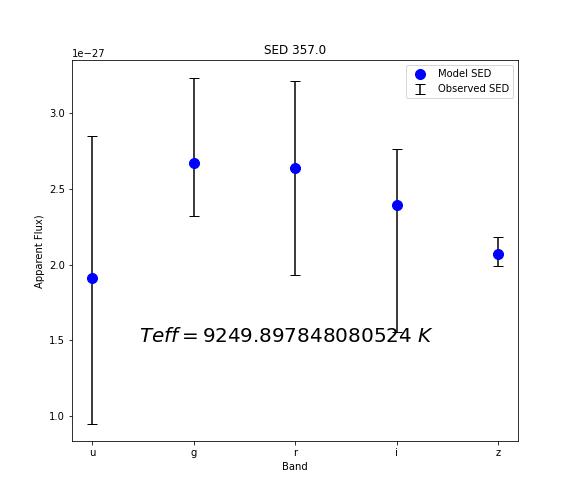 SED 357.0
1e−27
Model SED
Observed SED
3.0
2.5
2.0
1.5
1.0
Apparent Flux)
Teff = 9249.897848080524 K
u g r i z
Band